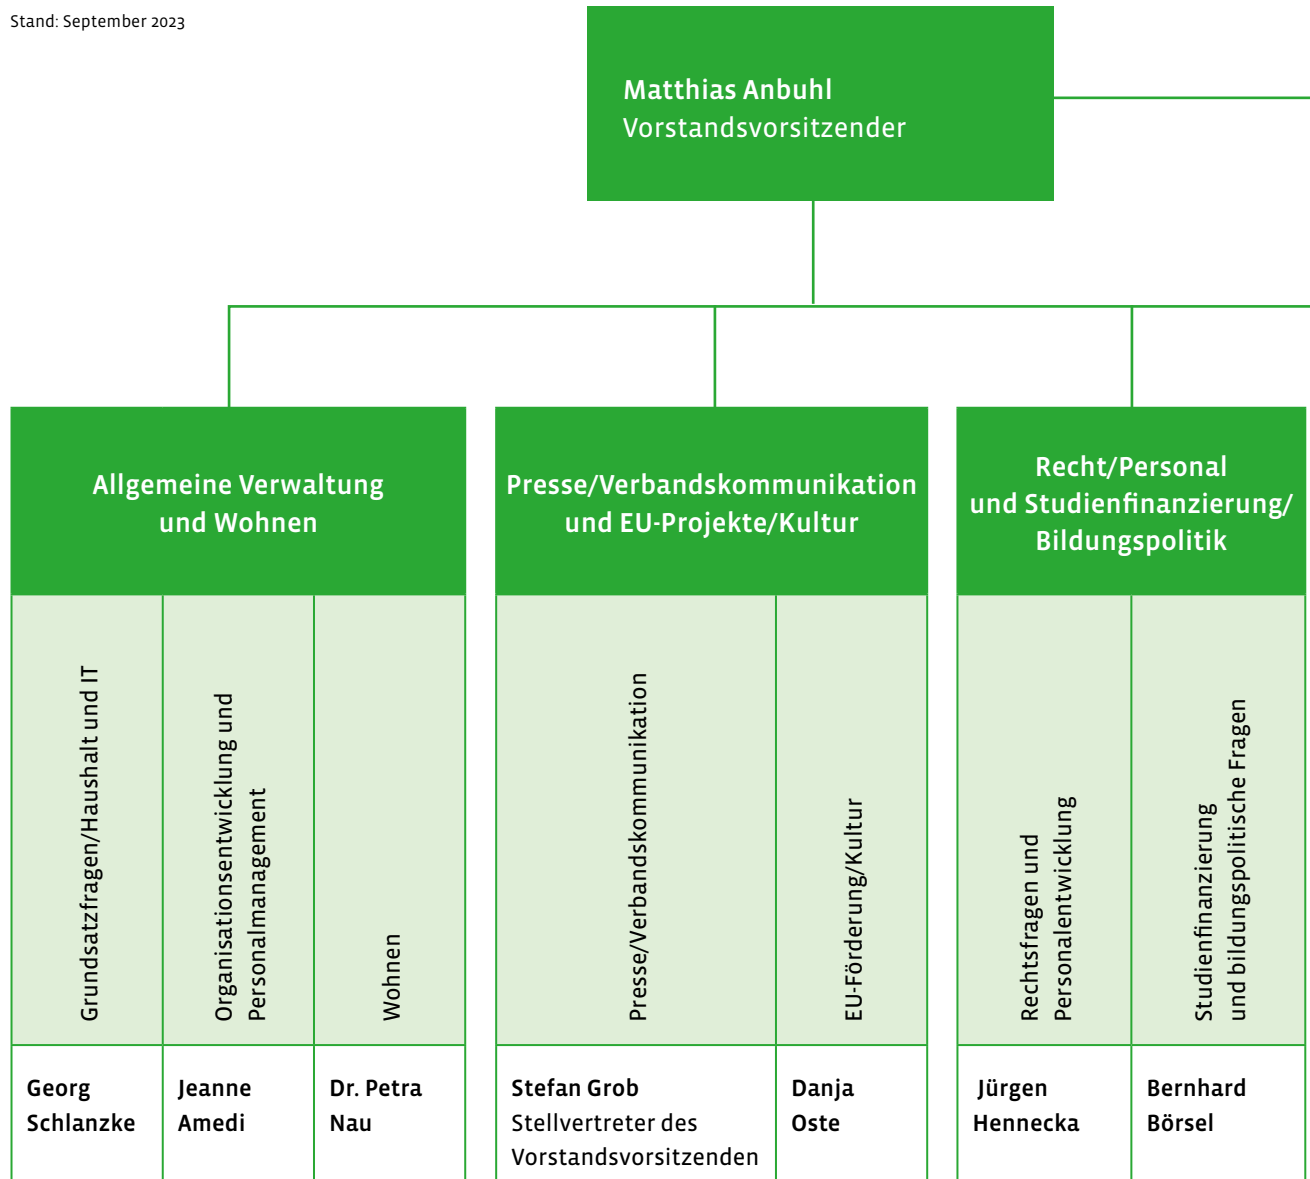 Stand: September 2023
Matthias Anbuhl
Vorstandsvorsitzender
Allgemeine Verwaltung
und Wohnen
Grundsatzfragen/Haushalt und IT
Organisationsentwicklung und
Personalmanagement
Wohnen
Georg
Schlanzke
Jeanne
Amedi
Dr. Petra
Nau
Presse/Verbandskommunikation
und EU-Projekte/Kultur
Presse/Verbandskommunikation
EU-Förderung/Kultur
Stefan Grob
Stellvertreter des
Vorstandsvorsitzenden
Danja
Oste
Recht/Personal
und Studienfinanzierung/
Bildungspolitik
Rechtsfragen und
Personalentwicklung
Studienfinanzierung
und bildungspolitische Fragen
Jürgen
Hennecka
Bernhard
Börsel